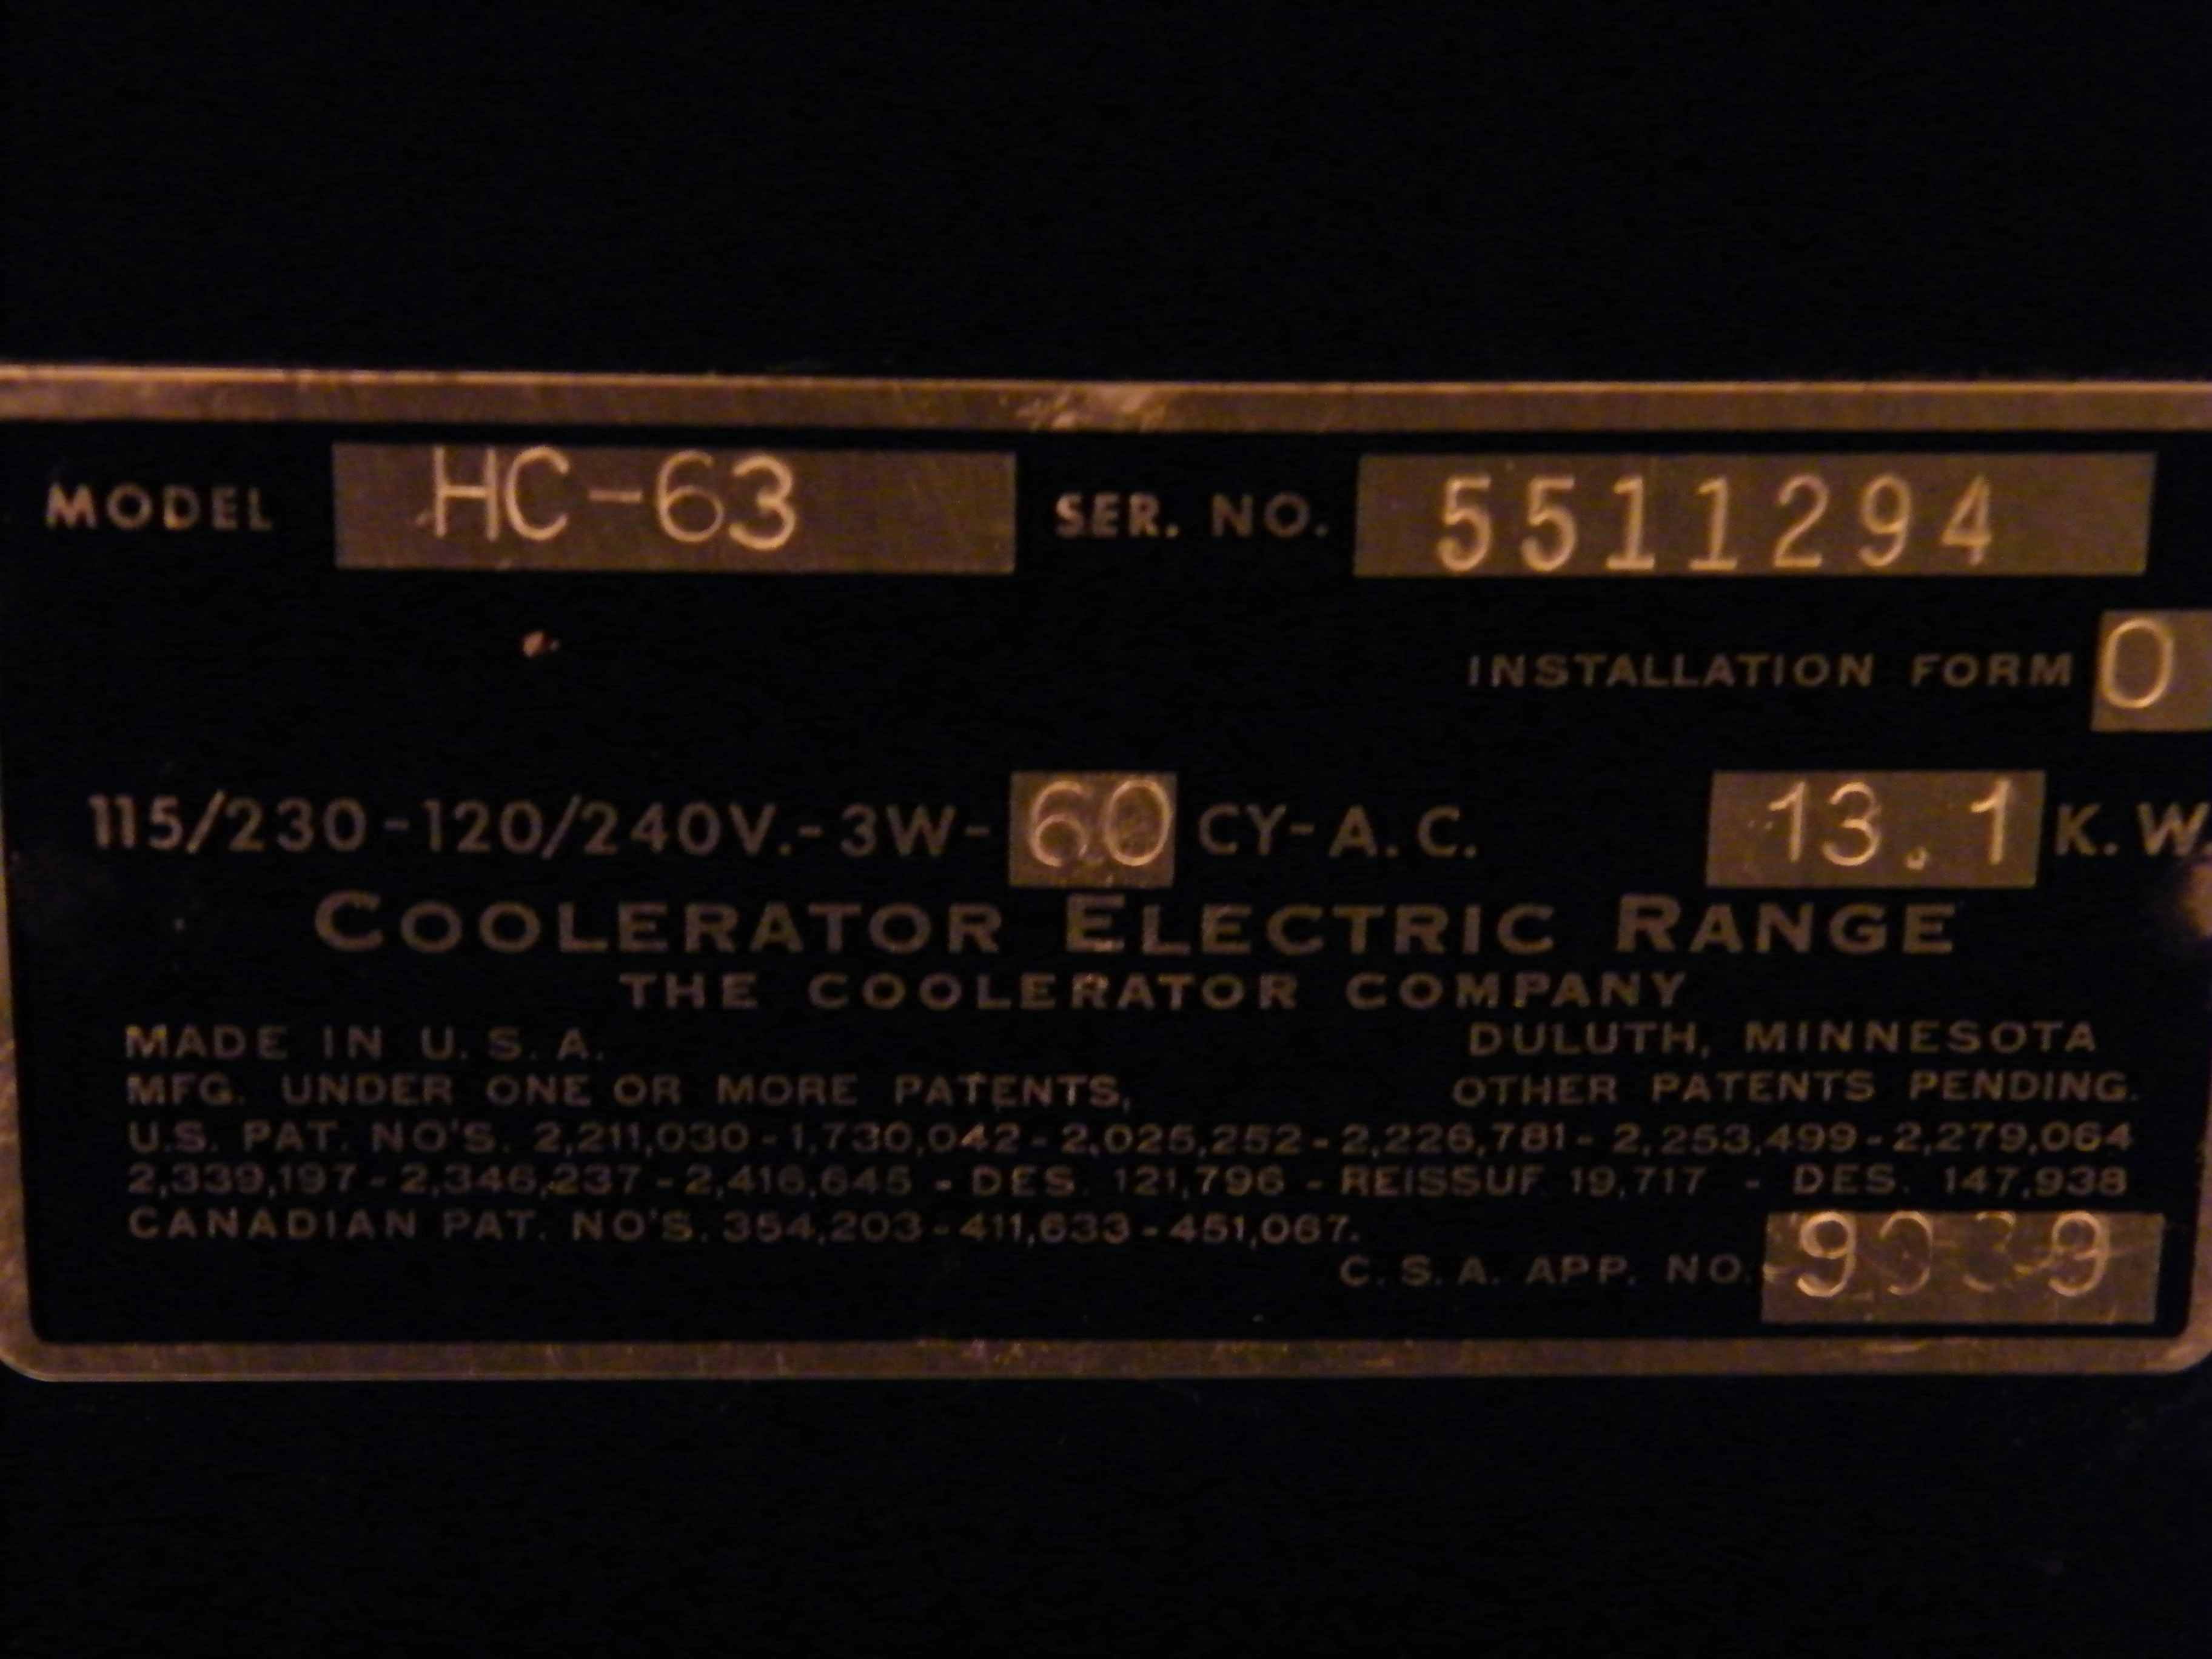 MODEL HC-63 SER. NO. 5511294
INSTALLATION FORM O
115/230-120/240V.-3W-60 CY-A.C. 13.1 K.W.
COOLERATOR ELECTRIC RANGE
THE COOLERATOR COMPANY
MADE IN U.S.A. DULUTH, MINNESOTA
MFG. UNDER ONE OR MORE PATENTS, OTHER PATENTS PENDING.
U.S. PAT. NO'S. 2,211,030-1,730,042-2,025,252-2,226,781-2,253,499-2,279,064
2,339,197-2,346,237-2,416,645-DES. 121,796-REISSUE 19,717 - DES. 147,938
CANADIAN PAT. NO'S. 354,203-411,633-451,067.
C.S.A. APP. NO. 9039